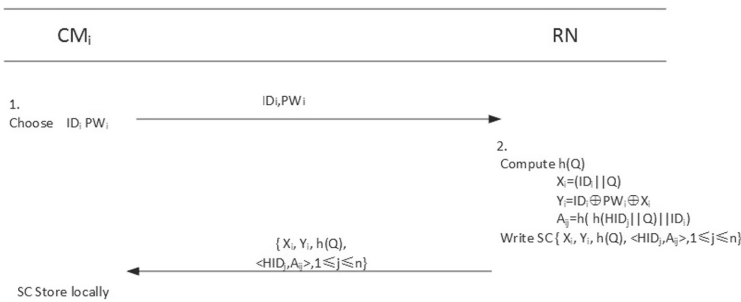 CMᵢ RN
1.
Choose IDᵢ PWᵢ
IDᵢ,PWᵢ
2.
Compute h(Q)
Xᵢ=(IDᵢ||Q)
Yᵢ=IDᵢ⊕PWᵢ⊕Xᵢ
Aᵢⱼ=h( h(HIDⱼ||Q)||IDᵢ)
Write SC{ Xᵢ, Yᵢ, h(Q), <HIDⱼ,Aᵢⱼ>,1≤j≤n}
{ Xᵢ, Yᵢ, h(Q),
<HIDⱼ,Aᵢⱼ>,1≤j≤n}
SC Store locally